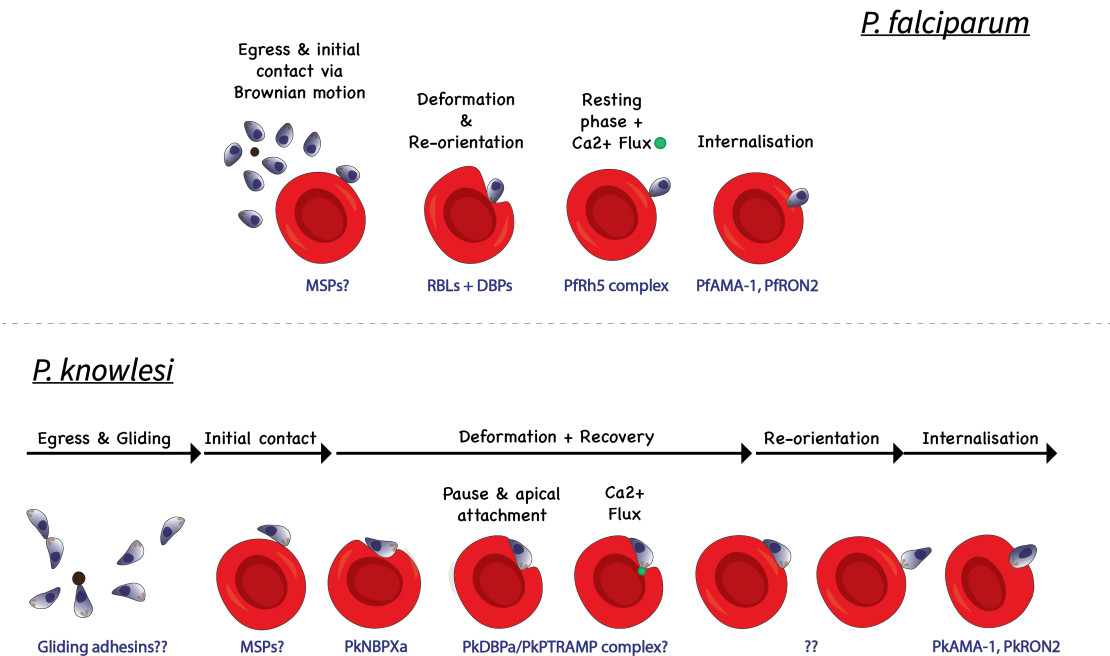 P. falciparum
Egress & initial
contact via
Brownian motion
Deformation
&
Re-orientation
Resting
phase +
Ca2+ Flux
Internalisation
MSPs?
RBLs + DBPs
PfRh5 complex
PfAMA-1, PfRON2
P. knowlesi
Egress & Gliding
Initial contact
Deformation + Recovery
Re-orientation
Internalisation
Pause & apical
attachment
Ca2+
Flux
Gliding adhesins??
MSPs?
PkNBPXa
PkDBPa/PkPTRAMP complex?
??
PkAMA-1, PkRON2